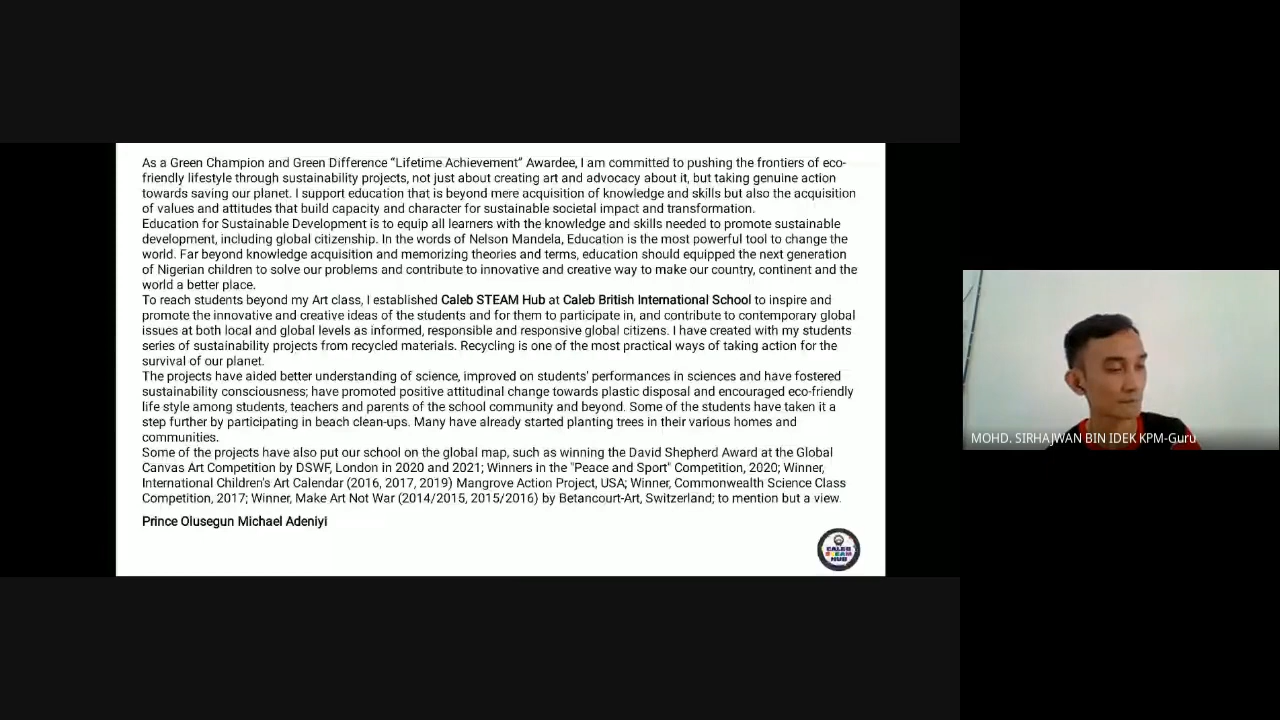 As a Green Champion and Green Difference “Lifetime Achievement” Awardee, I am committed to pushing the frontiers of eco-
friendly lifestyle through sustainability projects, not just about creating art and advocacy about it, but taking genuine action
towards saving our planet. I support education that is beyond mere acquisition of knowledge and skills but also the acquisition
of values and attitudes that build capacity and character for sustainable societal impact and transformation.
Education for Sustainable Development is to equip all learners with the knowledge and skills needed to promote sustainable
development, including global citizenship. In the words of Nelson Mandela, Education is the most powerful tool to change the
world. Far beyond knowledge acquisition and memorizing theories and terms, education should equipped the next generation
of Nigerian children to solve our problems and contribute to innovative and creative way to make our country, continent and the
world a better place.
To reach students beyond my Art class, I established Caleb STEAM Hub at Caleb British International School to inspire and
promote the innovative and creative ideas of the students and for them to participate in, and contribute to contemporary global
issues at both local and global levels as informed, responsible and responsive global citizens. I have created with my students
series of sustainability projects from recycled materials. Recycling is one of the most practical ways of taking action for the
survival of our planet.
The projects have aided better understanding of science, improved on students' performances in sciences and have fostered
sustainability consciousness; have promoted positive attitudinal change towards plastic disposal and encouraged eco-friendly
life style among students, teachers and parents of the school community and beyond. Some of the students have taken it a
step further by participating in beach clean-ups. Many have already started planting trees in their various homes and
communities.
Some of the projects have also put our school on the global map, such as winning the David Shepherd Award at the Global
Canvas Art Competition by DSWF, London in 2020 and 2021; Winners in the "Peace and Sport" Competition, 2020; Winner,
International Children's Art Calendar (2016, 2017, 2019) Mangrove Action Project, USA; Winner, Commonwealth Science Class
Competition, 2017; Winner, Make Art Not War (2014/2015, 2015/2016) by Betancourt-Art, Switzerland; to mention but a view.
Prince Olusegun Michael Adeniyi
CALEB
STEAM
HUB
MOHD. SIRHAJWAN BIN IDEK KPM-Guru